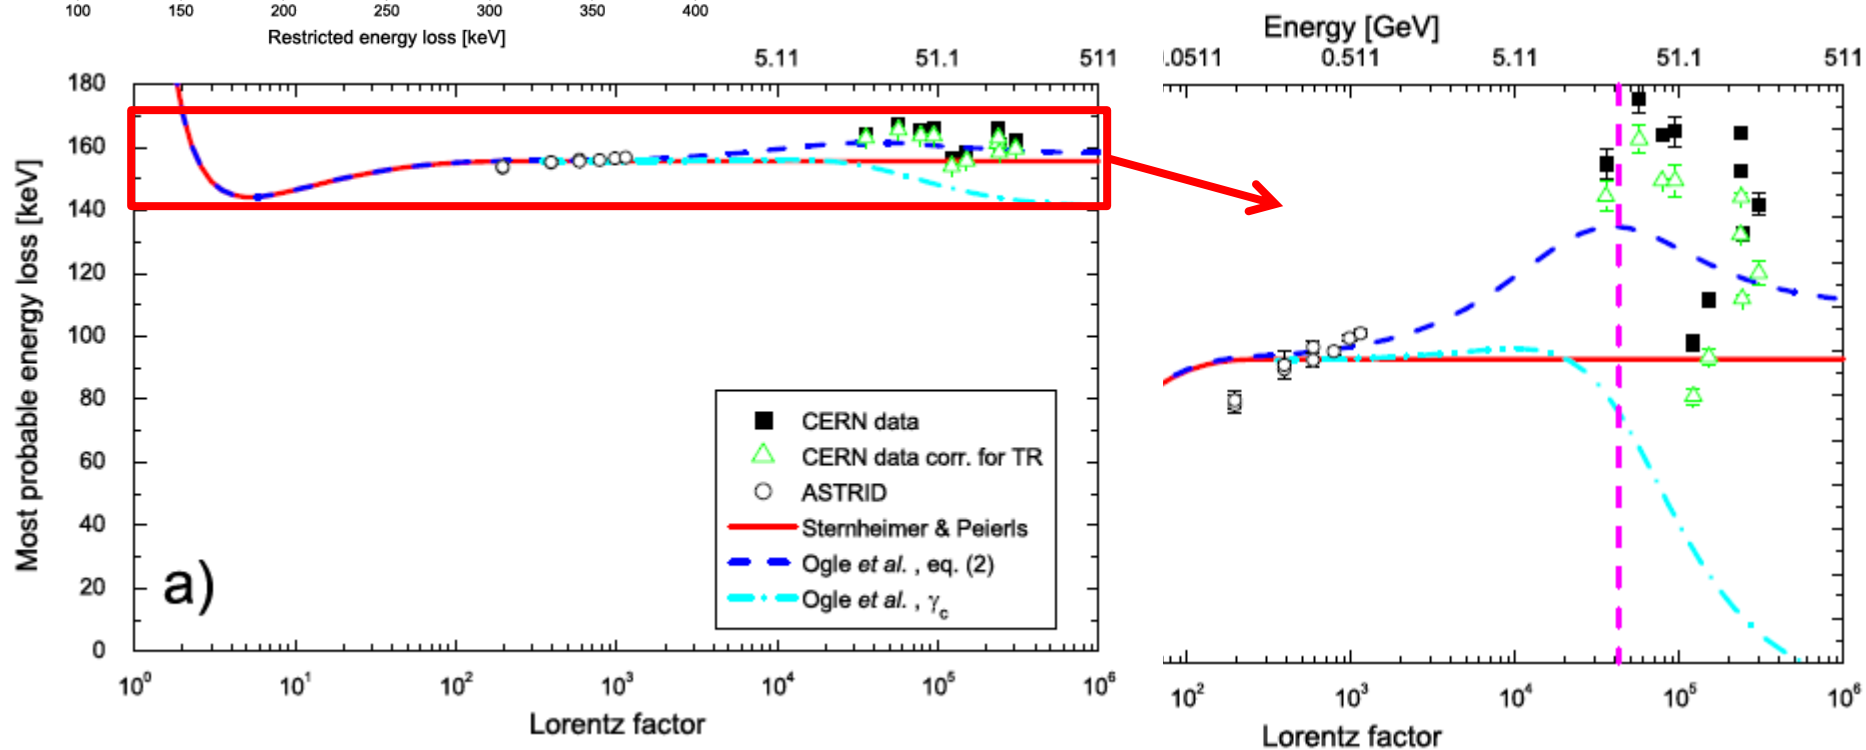 100 150 200 250 300 350 400
Restricted energy loss [keV]
5.11 51.1 511
180
160
140
120
100
80
60
40
20
0
Most probable energy loss [keV]
a)
CERN data
CERN data corr. for TR
ASTRID
Sternheimer & Peierls
Ogle et al. , eq. (2)
Ogle et al. , γc
10⁰ 10¹ 10² 10³ 10⁴ 10⁵ 10⁶
Lorentz factor
Energy [GeV]
.0511 0.511 5.11 51.1 511
10² 10³ 10⁴ 10⁵ 10⁶
Lorentz factor